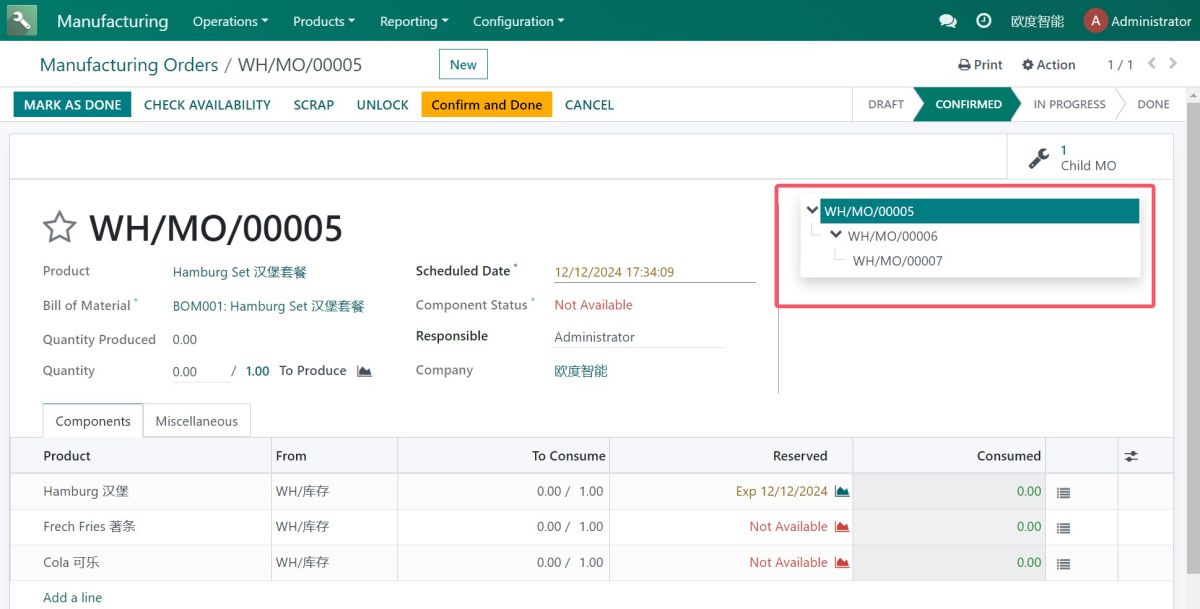 Manufacturing Operations Products Reporting Configuration 欧度智能 A Administrator
Manufacturing Orders / WH/MO/00005 New Print Action 1 / 1
MARK AS DONE CHECK AVAILABILITY SCRAP UNLOCK Confirm and Done CANCEL DRAFT CONFIRMED IN PROGRESS DONE
1
Child MO
WH/MO/00005
WH/MO/00006
WH/MO/00007
WH/MO/00005
Product Hamburg Set 汉堡套餐 Scheduled Date * 12/12/2024 17:34:09
Bill of Material * BOM001: Hamburg Set 汉堡套餐 Component Status * Not Available
Quantity Produced 0.00 Responsible Administrator
Quantity 0.00 / 1.00 To Produce Company 欧度智能
Components Miscellaneous
Product From To Consume Reserved Consumed
Hamburg 汉堡 WH/库存 0.00 / 1.00 Exp 12/12/2024 0.00
Frech Fries 著条 WH/库存 0.00 / 1.00 Not Available 0.00
Cola 可乐 WH/库存 0.00 / 1.00 Not Available 0.00
Add a line